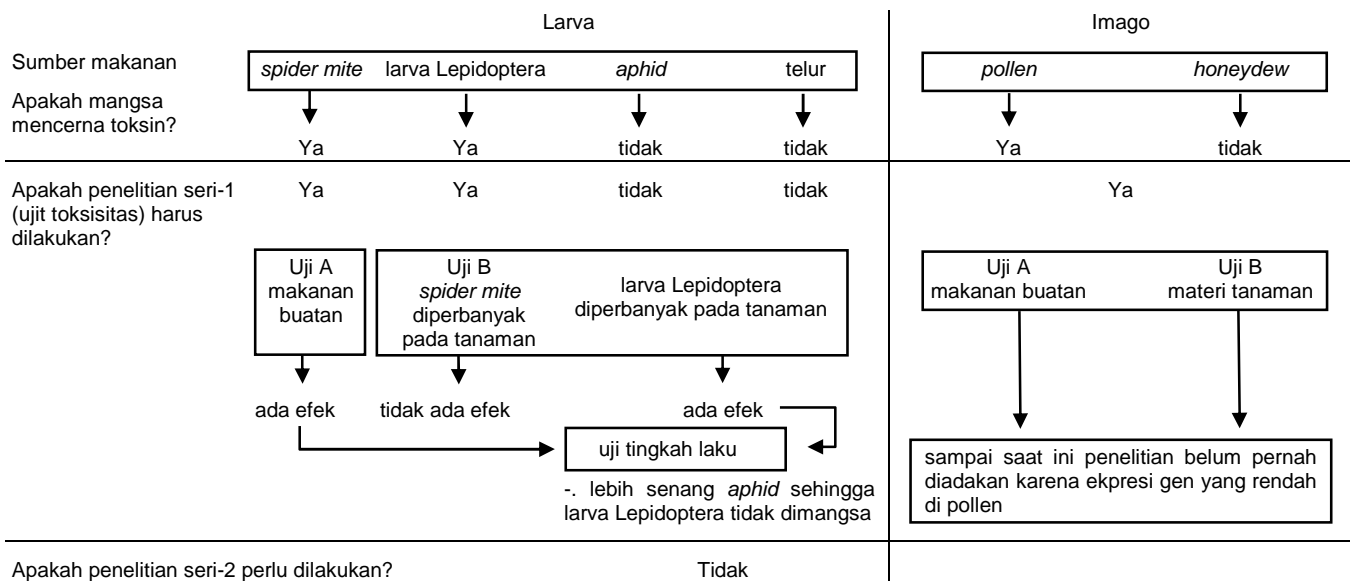 Larva
Imago
Sumber makanan
spider mite larva Lepidoptera aphid telur
pollen honeydew
Apakah mangsa
mencerna toksin?
Ya Ya tidak tidak
Ya tidak
Apakah penelitian seri-1
(ujit toksisitas) harus
dilakukan?
Ya Ya tidak tidak
Ya
Uji A
makanan
buatan
Uji B
spider mite
diperbanyak
pada tanaman
larva Lepidoptera
diperbanyak pada tanaman
Uji A
makanan buatan
Uji B
materi tanaman
ada efek tidak ada efek ada efek
uji tingkah laku
-. lebih senang aphid sehingga
larva Lepidoptera tidak dimangsa
sampai saat ini penelitian belum pernah
diadakan karena ekpresi gen yang rendah
di pollen
Apakah penelitian seri-2 perlu dilakukan? Tidak